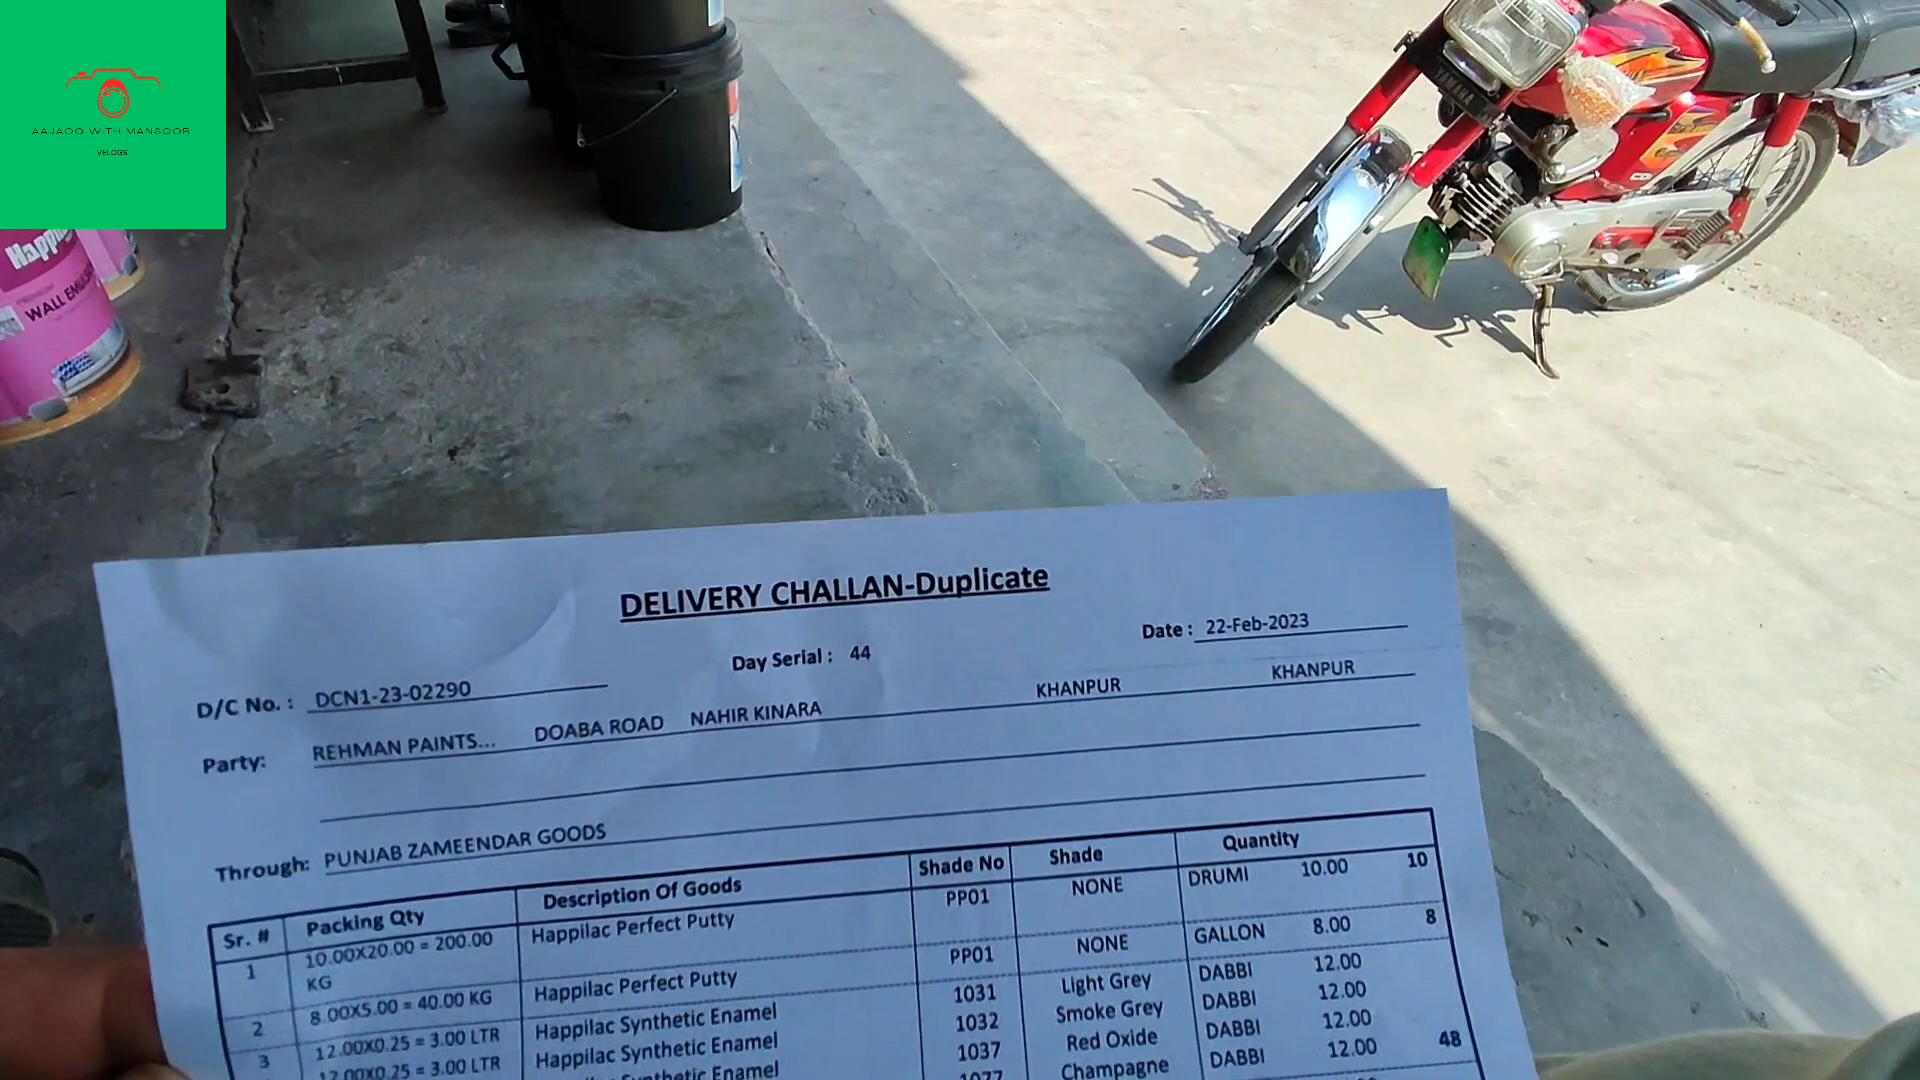 AAJAOO WITH MANSOOR
VELOGS
WALL
YAMAHA
DELIVERY CHALLAN-Duplicate
Day Serial : 44
Date : 22-Feb-2023
D/C No. : DCN1-23-02290
Party: REHMAN PAINTS... DOABA ROAD NAHIR KINARA KHANPUR KHANPUR
Through: PUNJAB ZAMEENDAR GOODS
Sr. # Packing Qty Description Of Goods Shade No Shade Quantity
1 10.00X20.00 = 200.00 KG Happilac Perfect Putty PP01 NONE DRUMI 10.00 10
2 8.00X5.00 = 40.00 KG Happilac Perfect Putty PP01 NONE GALLON 8.00 8
3 12.00X0.25 = 3.00 LTR Happilac Synthetic Enamel 1031 Light Grey DABBI 12.00
12.00X0.25 = 3.00 LTR Happilac Synthetic Enamel 1032 Smoke Grey DABBI 12.00
Synthetic Enamel 1037 Red Oxide DABBI 12.00
1077 Champagne DABBI 12.00 48